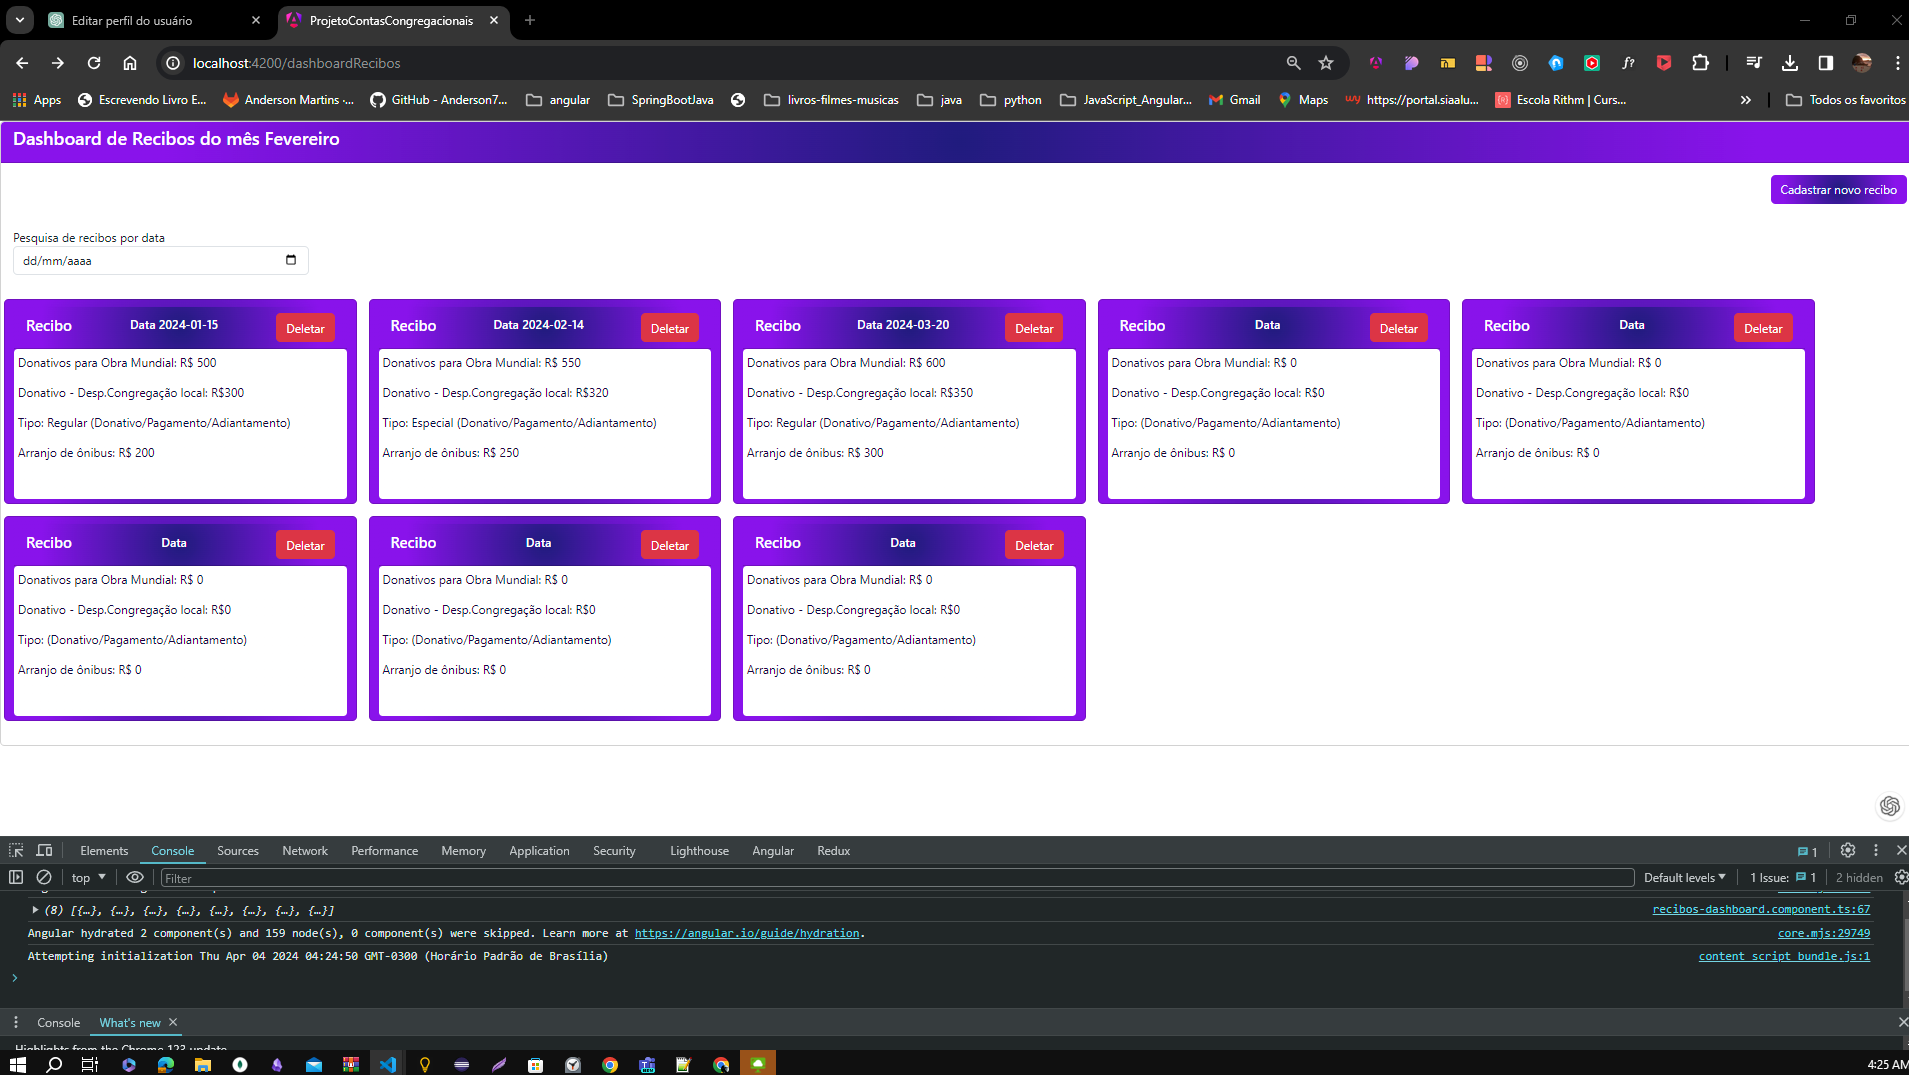 Editar perfil do usuário
ProjetoContasCongregacionais
localhost:4200/dashboardRecibos
Apps
Escrevendo Livro E...
Anderson Martins -...
GitHub - Anderson7...
angular
SpringBootJava
livros-filmes-musicas
java
python
JavaScript_Angular...
Gmail
Maps
https://portal.siaalu...
Escola Rithm | Curs...
Todos os favoritos
Dashboard de Recibos do mês Fevereiro
Cadastrar novo recibo
Pesquisa de recibos por data
dd/mm/aaaa
Recibo
Data 2024-01-15
Deletar
Donativos para Obra Mundial: R$ 500
Donativo - Desp.Congregação local: R$300
Tipo: Regular (Donativo/Pagamento/Adiantamento)
Arranjo de ônibus: R$ 200
Recibo
Data 2024-02-14
Deletar
Donativos para Obra Mundial: R$ 550
Donativo - Desp.Congregação local: R$320
Tipo: Especial (Donativo/Pagamento/Adiantamento)
Arranjo de ônibus: R$ 250
Recibo
Data 2024-03-20
Deletar
Donativos para Obra Mundial: R$ 600
Donativo - Desp.Congregação local: R$350
Tipo: Regular (Donativo/Pagamento/Adiantamento)
Arranjo de ônibus: R$ 300
Recibo
Data
Deletar
Donativos para Obra Mundial: R$ 0
Donativo - Desp.Congregação local: R$0
Tipo: (Donativo/Pagamento/Adiantamento)
Arranjo de ônibus: R$ 0
Recibo
Data
Deletar
Donativos para Obra Mundial: R$ 0
Donativo - Desp.Congregação local: R$0
Tipo: (Donativo/Pagamento/Adiantamento)
Arranjo de ônibus: R$ 0
Recibo
Data
Deletar
Donativos para Obra Mundial: R$ 0
Donativo - Desp.Congregação local: R$0
Tipo: (Donativo/Pagamento/Adiantamento)
Arranjo de ônibus: R$ 0
Recibo
Data
Deletar
Donativos para Obra Mundial: R$ 0
Donativo - Desp.Congregação local: R$0
Tipo: (Donativo/Pagamento/Adiantamento)
Arranjo de ônibus: R$ 0
Recibo
Data
Deletar
Donativos para Obra Mundial: R$ 0
Donativo - Desp.Congregação local: R$0
Tipo: (Donativo/Pagamento/Adiantamento)
Arranjo de ônibus: R$ 0
Elements Console Sources Network Performance Memory Application Security Lighthouse Angular Redux
1
top
Filter
Default levels
1 Issue: 1
2 hidden
(8) [{…}, {…}, {…}, {…}, {…}, {…}, {…}, {…}]
recibos-dashboard.component.ts:67
Angular hydrated 2 component(s) and 159 node(s), 0 component(s) were skipped. Learn more at https://angular.io/guide/hydration.
core.mjs:29749
Attempting initialization Thu Apr 04 2024 04:24:50 GMT-0300 (Horário Padrão de Brasília)
content_script_bundle.js:1
Console
What's new
Highlights from the Chrome 123 update
4:25 AM